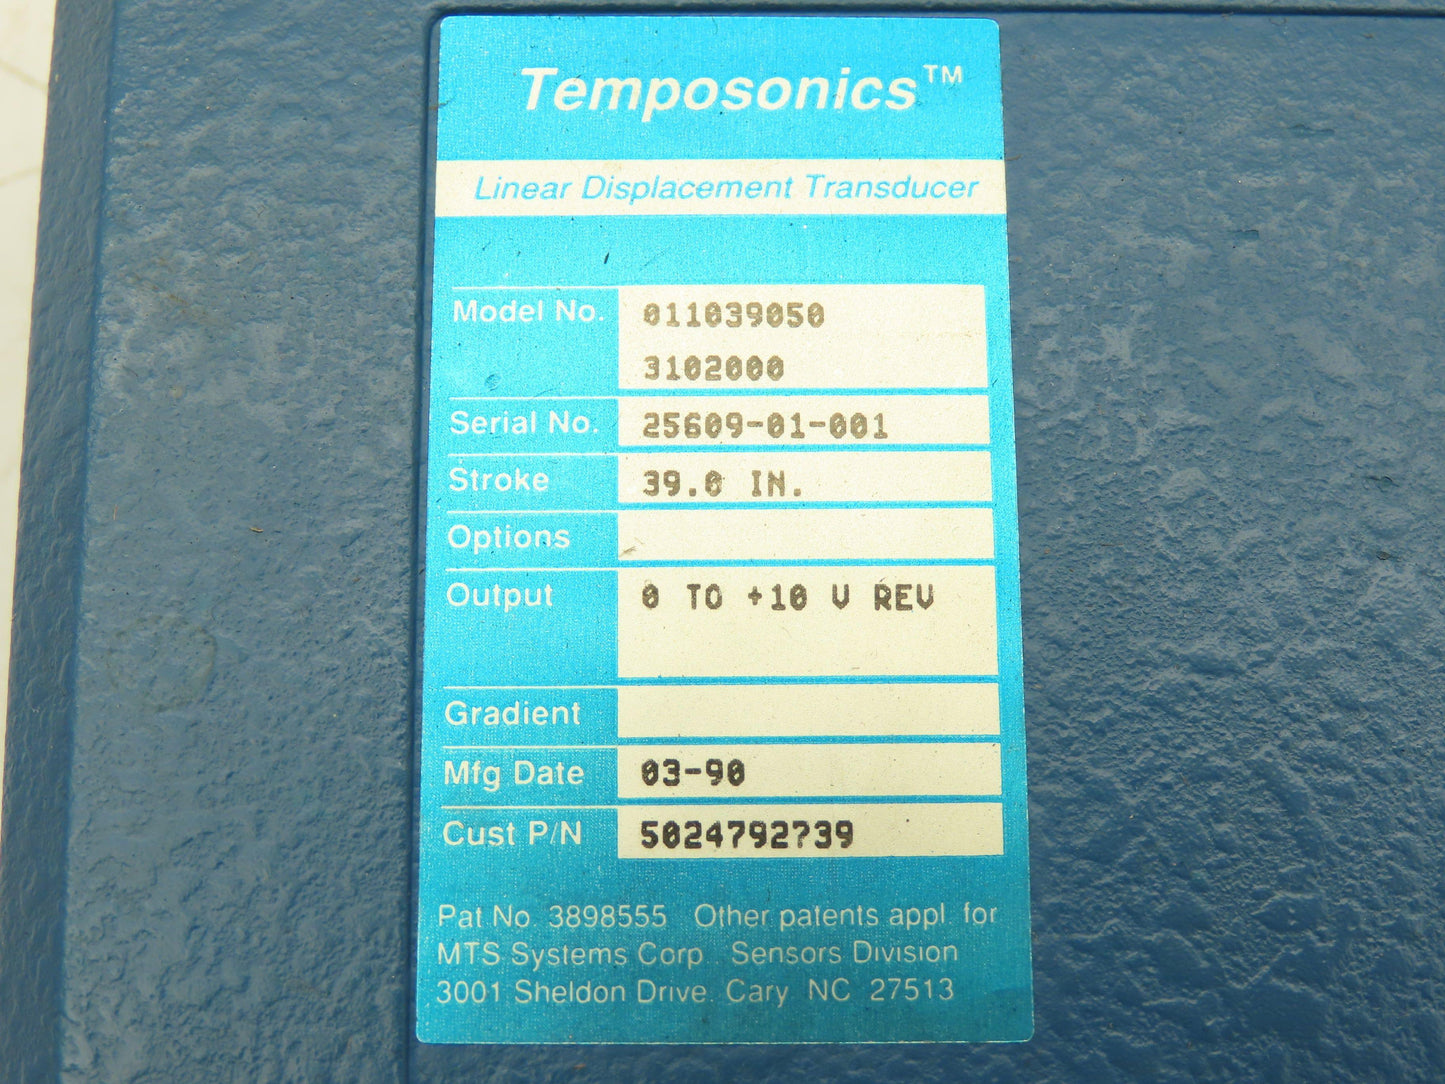 Temposonics™
Linear Displacement Transducer
Model No. 011039050
3102000
Serial No. 25609-01-001
Stroke 39.0 IN.
Options
Output 0 TO +10 V REV
Gradient
Mfg Date 03-90
Cust P/N 5024792739
Pat No. 3898555 Other patents appl. for
MTS Systems Corp. Sensors Division
3001 Sheldon Drive. Cary NC 27513